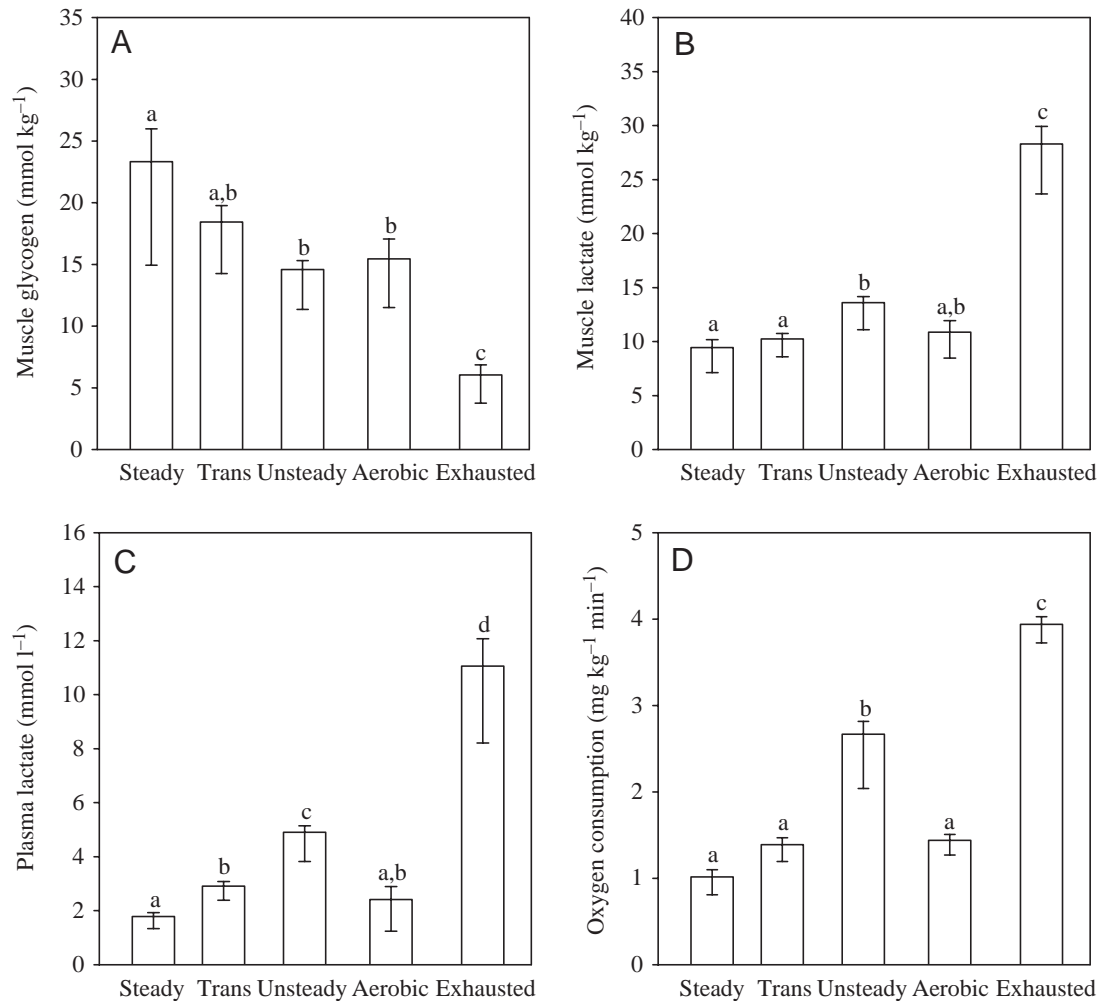 A
Muscle glycogen (mmol kg⁻¹)
35
30
25
20
15
10
5
0
a
a,b
b
b
c
Steady Trans Unsteady Aerobic Exhausted
B
Muscle lactate (mmol kg⁻¹)
40
35
30
25
20
15
10
5
0
a
a
b
a,b
c
Steady Trans Unsteady Aerobic Exhausted
C
Plasma lactate (mmol l⁻¹)
16
14
12
10
8
6
4
2
0
a
b
c
a,b
d
Steady Trans Unsteady Aerobic Exhausted
D
Oxygen consumption (mg kg⁻¹ min⁻¹)
5
4
3
2
1
0
a
a
b
a
c
Steady Trans Unsteady Aerobic Exhausted